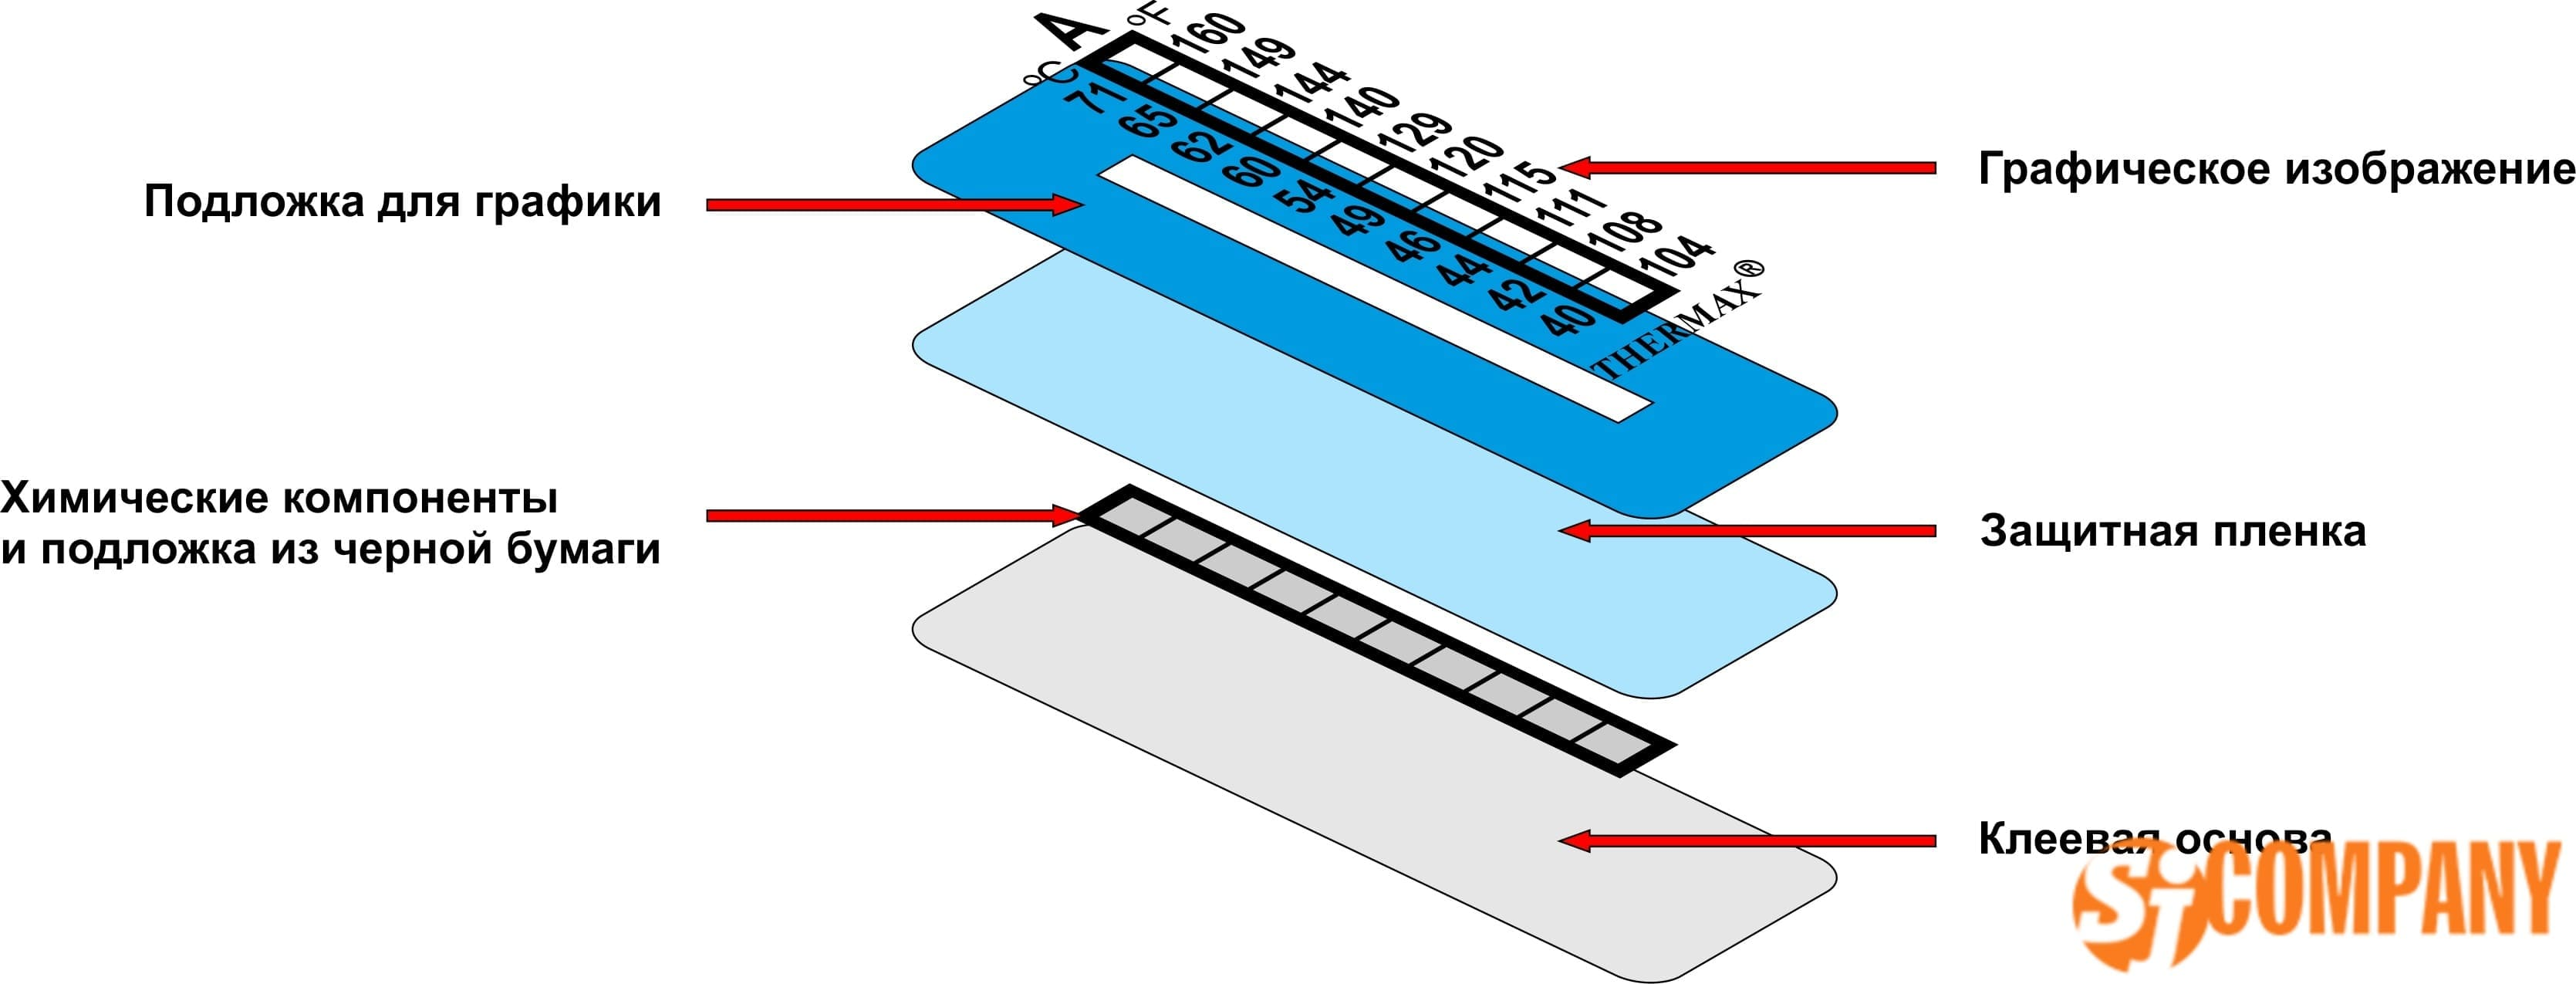 A
°F
160
149
144
140
129
120
115
111
108
104
°C
71
65
62
60
54
49
46
44
42
40
THERMAX®
Графическое изображение
Подложка для графики
Химические компоненты
и подложка из черной бумаги
Защитная пленка
Клеевая основа
Si COMPANY